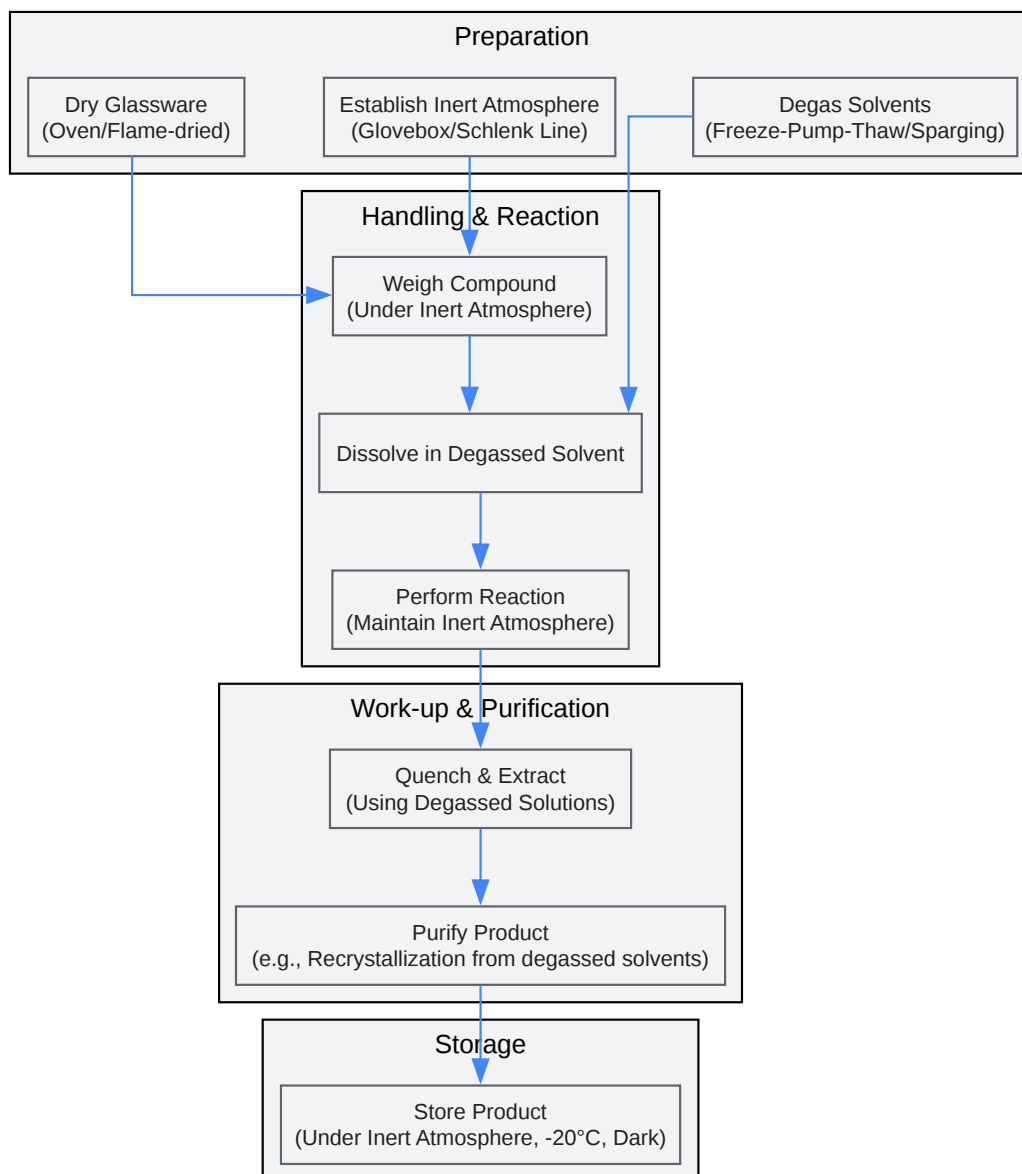 Preparation
Dry Glassware
(Oven/Flame-dried)
Establish Inert Atmosphere
(Glovebox/Schlenk Line)
Degas Solvents
(Freeze-Pump-Thaw/Sparging)
Handling & Reaction
Weigh Compound
(Under Inert Atmosphere)
Dissolve in Degassed Solvent
Perform Reaction
(Maintain Inert Atmosphere)
Work-up & Purification
Quench & Extract
(Using Degassed Solutions)
Purify Product
(e.g., Recrystallization from degassed solvents)
Storage
Store Product
(Under Inert Atmosphere, -20°C, Dark)